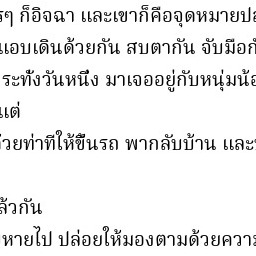 รๆ ก็อิจฉา และเขาก็คือจุดหมายปล
แอบเดินด้วยกัน สบตากัน จับมือกั
ระทั่งวันหนึ่ง มาเจออยู่กับหนุ่มน้อ
แต่
้วยท่าทีให้ขึ้นรถ พากลับบ้าน และ
ล้วกัน
หายไป ปล่อยให้มองตามด้วยควา